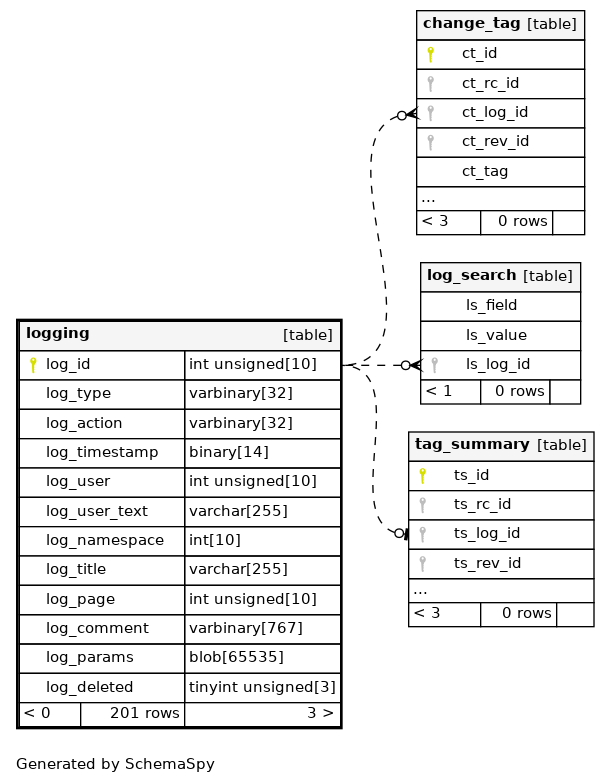 change_tag [table]
ct_id
ct_rc_id
ct_log_id
ct_rev_id
ct_tag
...
< 3 0 rows
log_search [table]
ls_field
ls_value
ls_log_id
< 1 0 rows
logging [table]
log_id int unsigned[10]
log_type varbinary[32]
log_action varbinary[32]
log_timestamp binary[14]
log_user int unsigned[10]
log_user_text varchar[255]
log_namespace int[10]
log_title varchar[255]
log_page int unsigned[10]
log_comment varbinary[767]
log_params blob[65535]
log_deleted tinyint unsigned[3]
< 0 201 rows 3 >
tag_summary [table]
ts_id
ts_rc_id
ts_log_id
ts_rev_id
...
< 3 0 rows
Generated by SchemaSpy